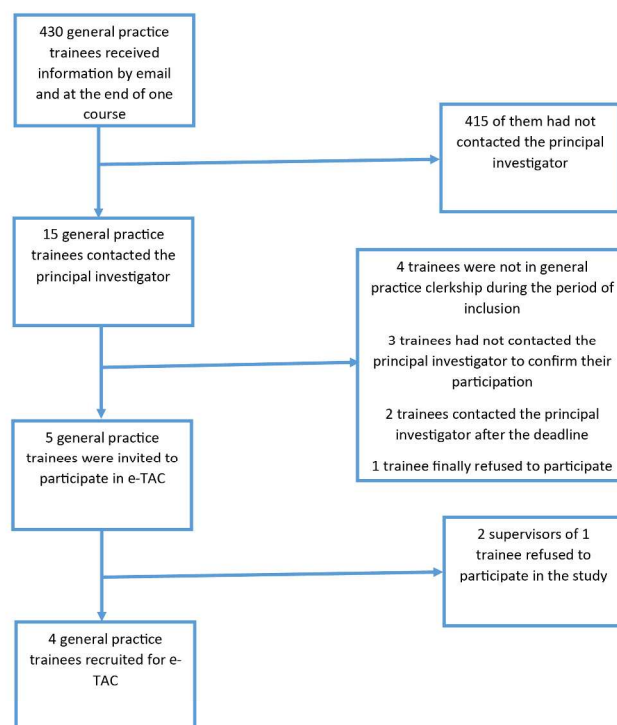 430 general practice
trainees received
information by email
and at the end of one
course
415 of them had not
contacted the principal
investigator
15 general practice
trainees contacted the
principal investigator
4 trainees were not in general
practice clerkship during the period of
inclusion
3 trainees had not contacted the
principal investigator to confirm their
participation
2 trainees contacted the principal
investigator after the deadline
1 trainee finally refused to participate
5 general practice
trainees were invited to
participate in e-TAC
2 supervisors of 1
trainee refused to
participate in the study
4 general practice
trainees recruited for e-
TAC